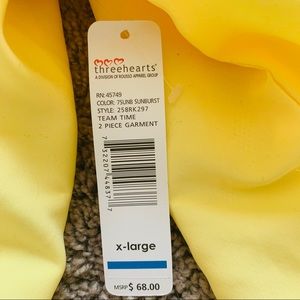 threehearts®
A DIVISION OF ROUSSO APPAREL GROUP
RN:45749
COLOR: 75UNB SUNBURST
STYLE: 258RK297
TEAM TIME
2 PIECE GARMENT
x-large
MSRP $ 68.00